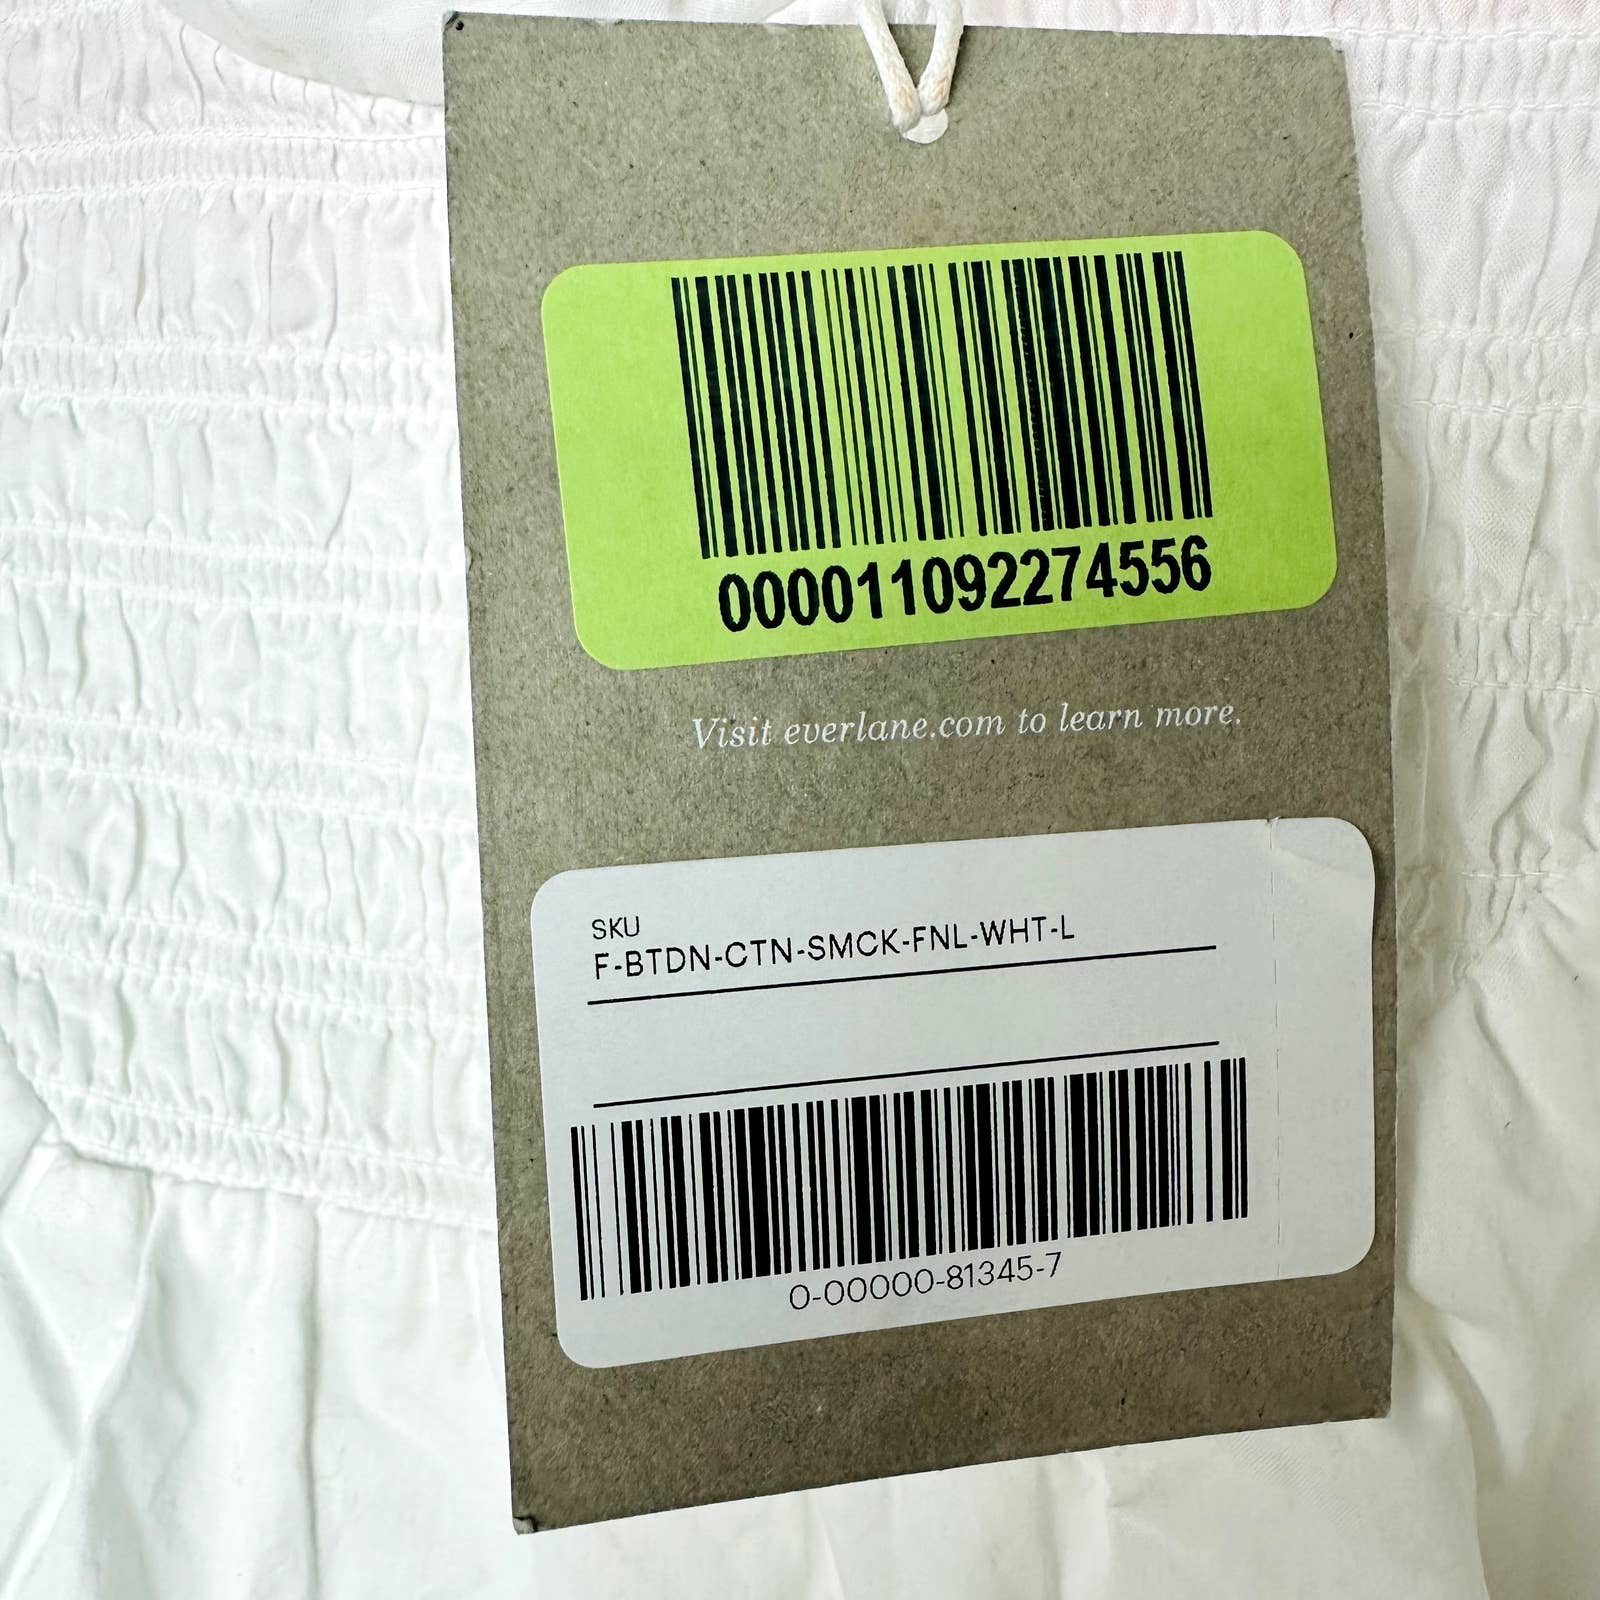 000011092274556
Visit everlane.com to learn more.
SKU
F-BTDN-CTN-SMCK-FNL-WHT-L
0-00000-81345-7